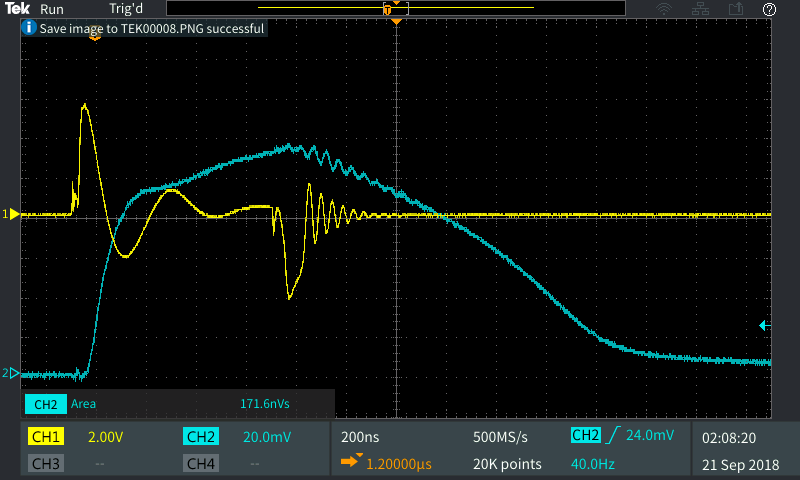 Tek Run Trig'd
Save image to TEK00008.PNG successful
1
2
CH2 Area 171.6nVs
CH1 2.00V CH2 20.0mV 200ns 500MS/s CH2 24.0mV 02:08:20
CH3 -- CH4 -- 1.20000µs 20K points 40.0Hz 21 Sep 2018